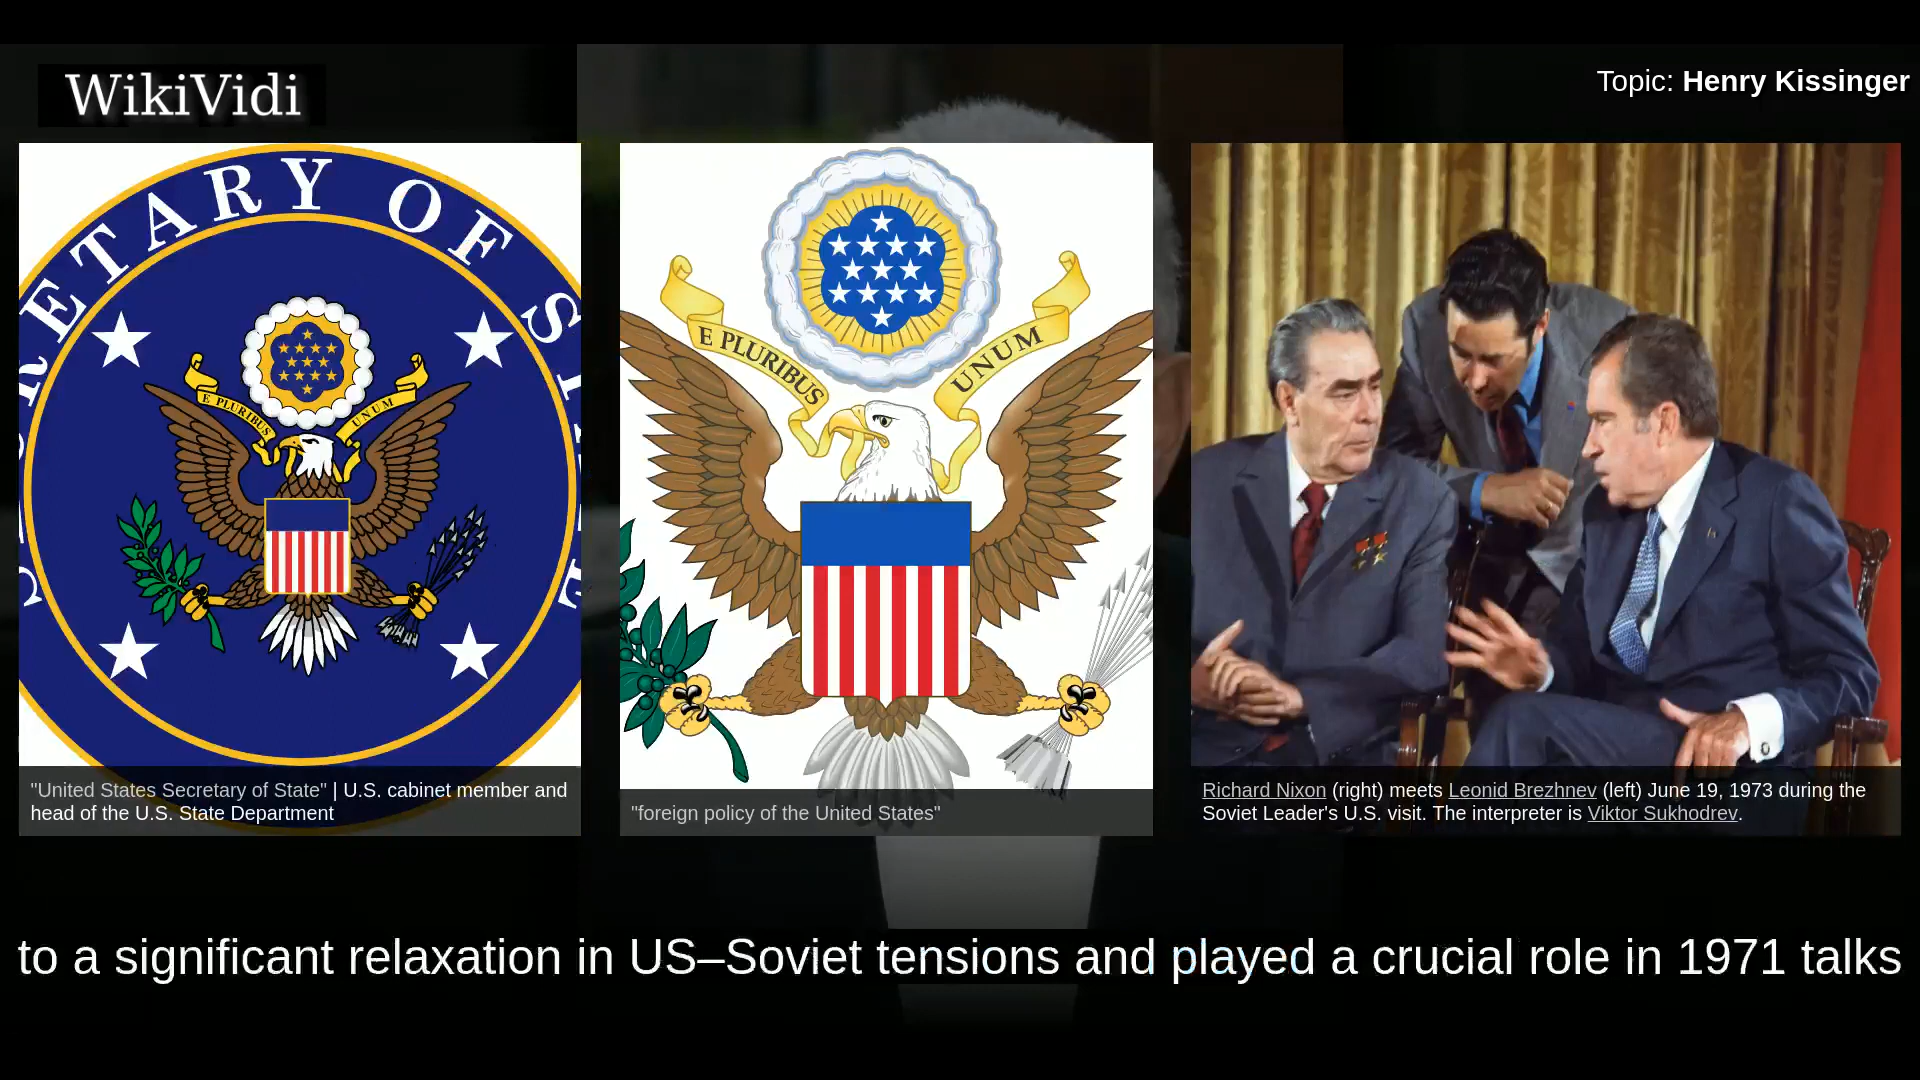 WikiVidi
Topic: Henry Kissinger
SECRETARY OF STATE
E PLURIBUS UNUM
E PLURIBUS UNUM
"United States Secretary of State" | U.S. cabinet member and
head of the U.S. State Department
"foreign policy of the United States"
Richard Nixon (right) meets Leonid Brezhnev (left) June 19, 1973 during the
Soviet Leader's U.S. visit. The interpreter is Viktor Sukhodrev.
to a significant relaxation in US–Soviet tensions and played a crucial role in 1971 talks